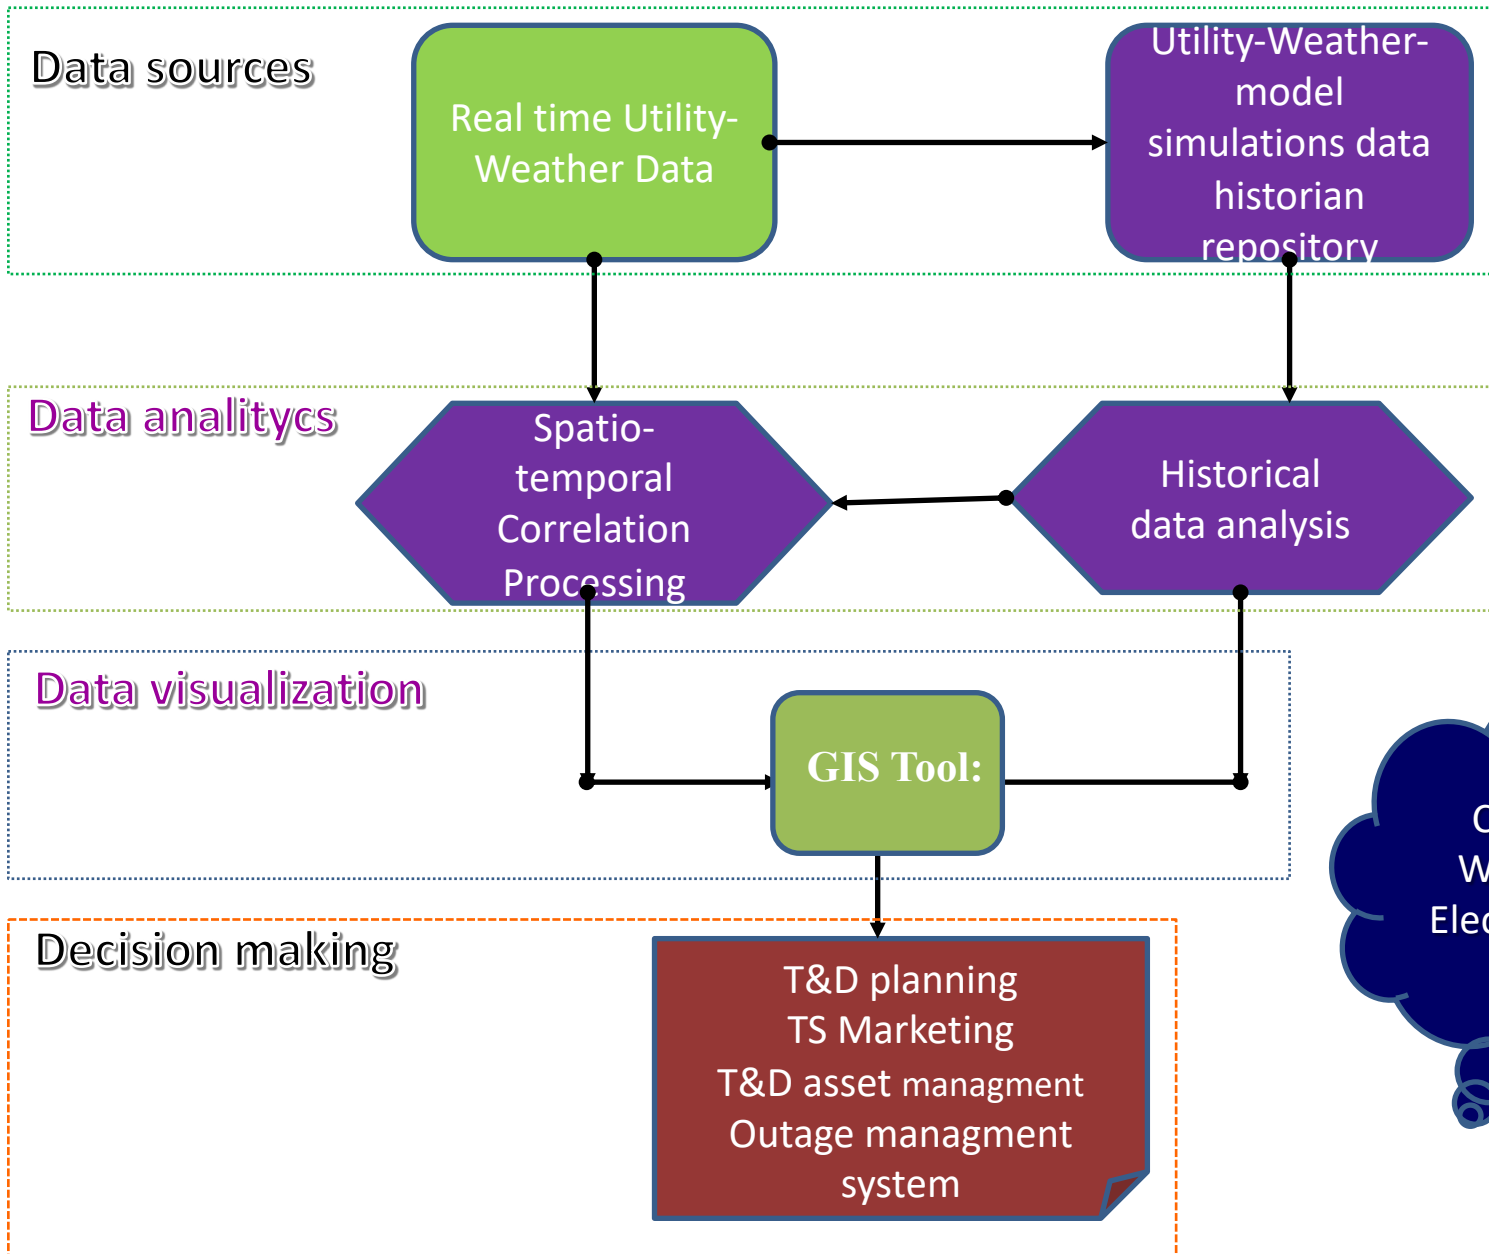 Data sources
Real time Utility-
Weather Data
Utility-Weather-
model
simulations data
historian
repository
Data analitycs
Spatio-
temporal
Correlation
Processing
Historical
data analysis
Data visualization
GIS Tool:
Decision making
T&D planning
TS Marketing
T&D asset managment
Outage managment
system